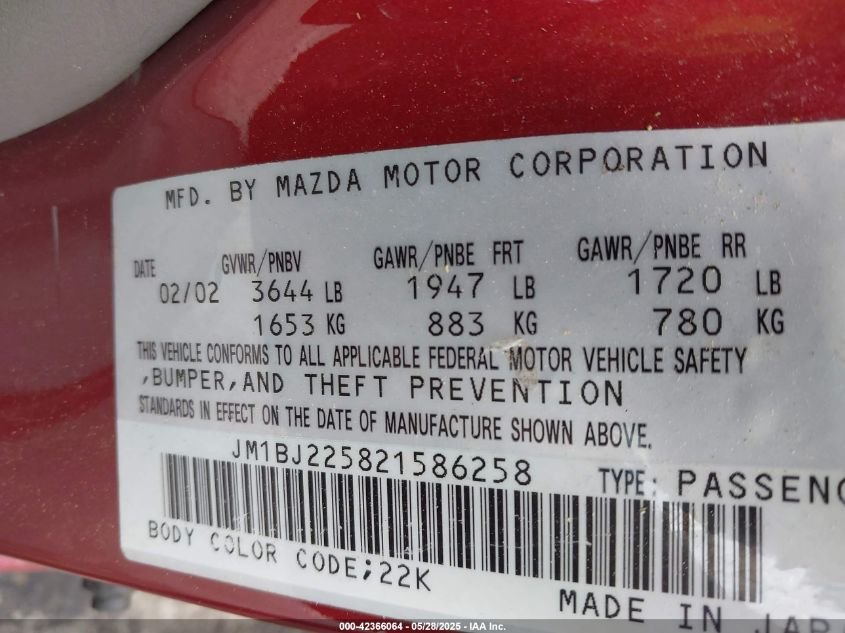 MFD. BY MAZDA MOTOR CORPORATION
DATE GVWR/PNBV GAWR/PNBE FRT GAWR/PNBE RR
02/02 3644 LB 1947 LB 1720 LB
1653 KG 883 KG 780 KG
THIS VEHICLE CONFORMS TO ALL APPLICABLE FEDERAL MOTOR VEHICLE SAFETY
,BUMPER,AND THEFT PREVENTION
STANDARDS IN EFFECT ON THE DATE OF MANUFACTURE SHOWN ABOVE.
JM1BJ225821586258 TYPE: PASSENG
BODY COLOR CODE;22K
MADE IN JAP
000-42366064 - 05/28/2025 - IAA Inc.